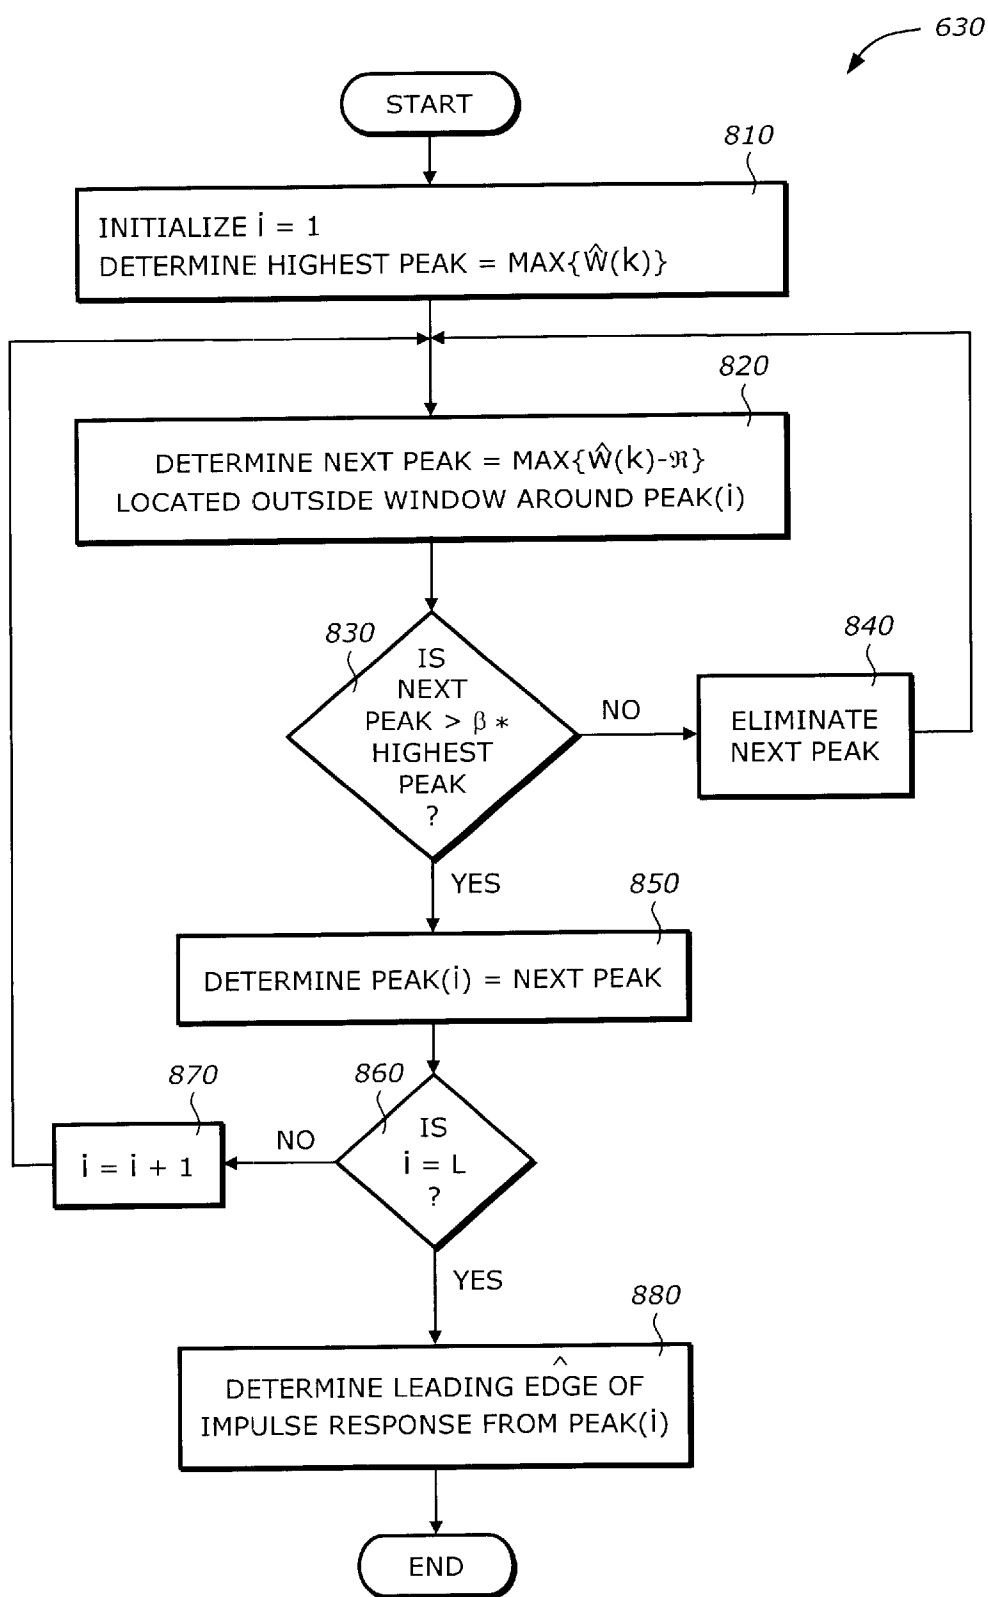 630
START
810
INITIALIZE i = 1
DETERMINE HIGHEST PEAK = MAX{Ŵ(k)}
820
DETERMINE NEXT PEAK = MAX{Ŵ(k)-ℜ}
LOCATED OUTSIDE WINDOW AROUND PEAK(i)
830
IS
NEXT
PEAK > β *
HIGHEST
PEAK
?
NO
840
ELIMINATE
NEXT PEAK
YES
850
DETERMINE PEAK(i) = NEXT PEAK
860
IS
i = L
?
NO
870
i = i + 1
YES
880
^
DETERMINE LEADING EDGE OF
IMPULSE RESPONSE FROM PEAK(i)
END